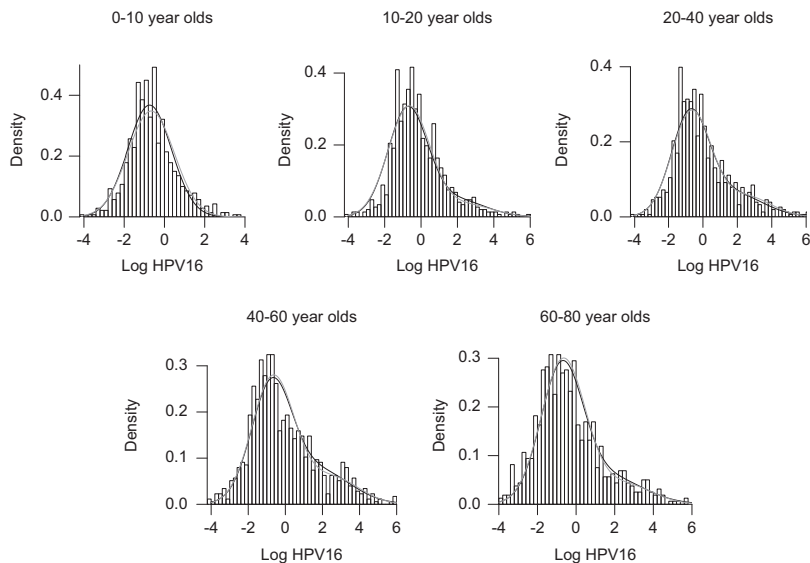 0-10 year olds
10-20 year olds
20-40 year olds
Density
0.4
0.2
0.0
-4 -2 0 2 4
Log HPV16
Density
0.4
0.2
0.0
-4 -2 0 2 4 6
Log HPV16
Density
0.4
0.2
0.0
-4 -2 0 2 4 6
Log HPV16
40-60 year olds
60-80 year olds
Density
0.3
0.2
0.1
0.0
-4 -2 0 2 4 6
Log HPV16
Density
0.3
0.2
0.1
0.0
-4 -2 0 2 4 6
Log HPV16